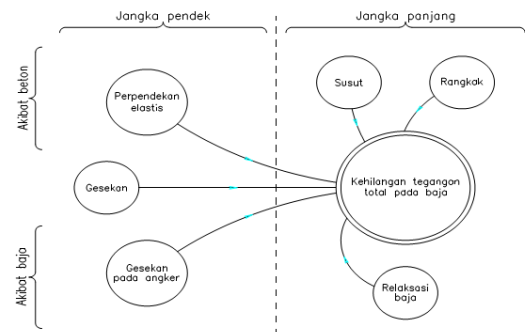 Jangka pendek
Jangka panjang
Akibat beton
Perpendekan
elastis
Susut
Rangkak
Gesekan
Kehilangan tegangan
total pada baja
Akibat baja
Gesekan
pada angker
Relaksasi
baja